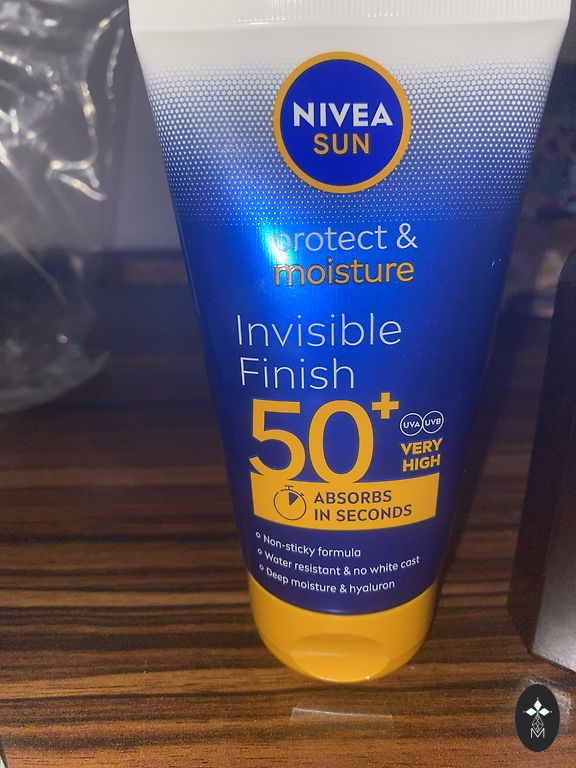 NIVEA
SUN
protect &
moisture
Invisible
Finish
50+
UVA UVB
VERY
HIGH
ABSORBS
IN SECONDS
Non-sticky formula
Water resistant & no white cast
Deep moisture & hyaluron
M